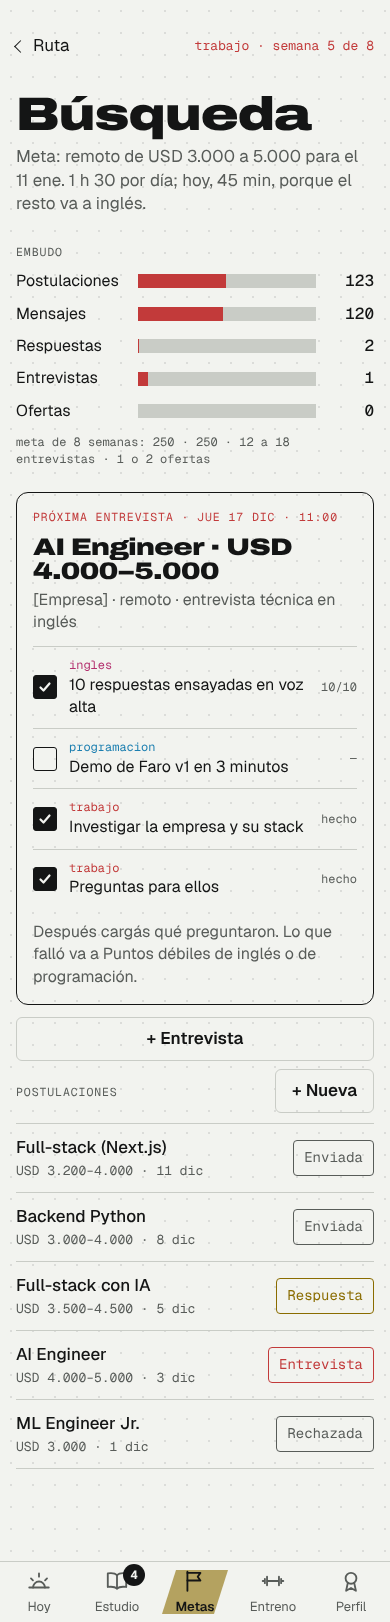 Ruta
trabajo · semana 5 de 8
Búsqueda
Meta: remoto de USD 3.000 a 5.000 para el
11 ene. 1 h 30 por día; hoy, 45 min, porque el
resto va a inglés.
EMBUDO
Postulaciones 123
Mensajes 120
Respuestas 2
Entrevistas 1
Ofertas 0
meta de 8 semanas: 250 · 250 · 12 a 18
entrevistas · 1 o 2 ofertas
PRÓXIMA ENTREVISTA · JUE 17 DIC · 11:00
AI Engineer · USD
4.000–5.000
[Empresa] · remoto · entrevista técnica en
inglés
ingles
10 respuestas ensayadas en voz
alta
10/10
programacion
Demo de Faro v1 en 3 minutos
–
trabajo
Investigar la empresa y su stack
hecho
trabajo
Preguntas para ellos
hecho
Después cargás qué preguntaron. Lo que
falló va a Puntos débiles de inglés o de
programación.
+ Entrevista
POSTULACIONES
+ Nueva
Full-stack (Next.js)
USD 3.200–4.000 · 11 dic
Enviada
Backend Python
USD 3.000–4.000 · 8 dic
Enviada
Full-stack con IA
USD 3.500–4.500 · 5 dic
Respuesta
AI Engineer
USD 4.000–5.000 · 3 dic
Entrevista
ML Engineer Jr.
USD 3.000 · 1 dic
Rechazada
4
Hoy
Estudio
Metas
Entreno
Perfil